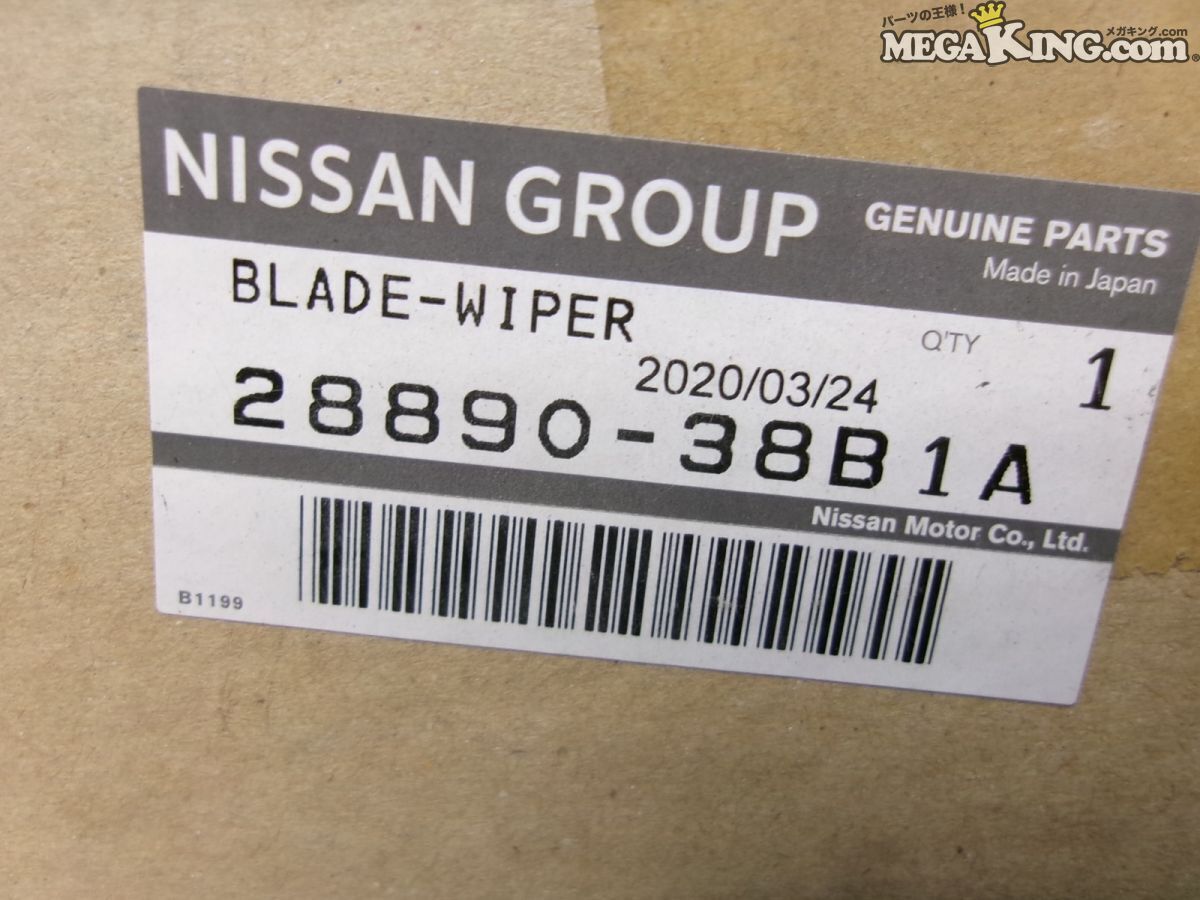 パーツの王様!
メガキング.com
MEGAKING.com®
NISSAN GROUP
GENUINE PARTS
Made in Japan
BLADE-WIPER
Q'TY 1
2020/03/24
28890-38B1A
Nissan Motor Co., Ltd.
B1199